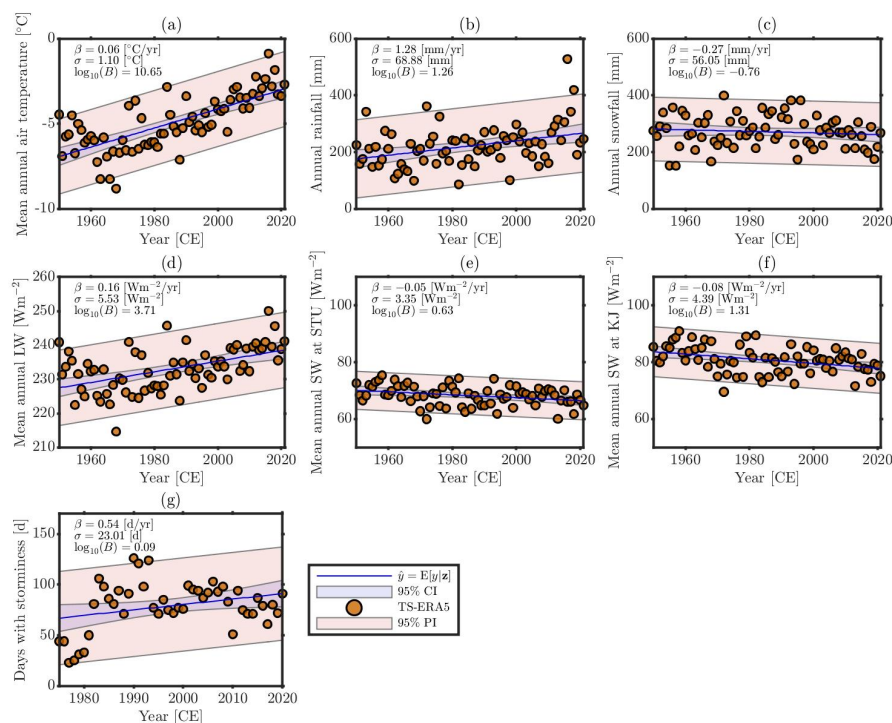 (a)
β = 0.06 [°C/yr]
σ = 1.10 [°C]
log₁₀(B) = 10.65
Mean annual air temperature [°C]
0
-5
-10
1960 1980 2000 2020
Year [CE]
(b)
β = 1.28 [mm/yr]
σ = 68.88 [mm]
log₁₀(B) = 1.26
Annual rainfall [mm]
600
400
200
0
1960 1980 2000 2020
Year [CE]
(c)
β = −0.27 [mm/yr]
σ = 56.05 [mm]
log₁₀(B) = −0.76
Annual snowfall [mm]
600
400
200
0
1960 1980 2000 2020
Year [CE]
(d)
β = 0.16 [Wm⁻²/yr]
σ = 5.53 [Wm⁻²]
log₁₀(B) = 3.71
Mean annual LW [Wm⁻²]
260
250
240
230
220
210
1960 1980 2000 2020
Year [CE]
(e)
β = −0.05 [Wm⁻²/yr]
σ = 3.35 [Wm⁻²]
log₁₀(B) = 0.63
Mean annual SW at STU [Wm⁻²]
100
80
60
1960 1980 2000 2020
Year [CE]
(f)
β = −0.08 [Wm⁻²/yr]
σ = 4.39 [Wm⁻²]
log₁₀(B) = 1.31
Mean annual SW at KJ [Wm⁻²]
100
80
60
1960 1980 2000 2020
Year [CE]
(g)
β = 0.54 [d/yr]
σ = 23.01 [d]
log₁₀(B) = 0.09
Days with storminess [d]
150
100
50
0
1980 1990 2000 2010 2020
Year [CE]
ŷ = E[y|z]
95% CI
TS-ERA5
95% PI